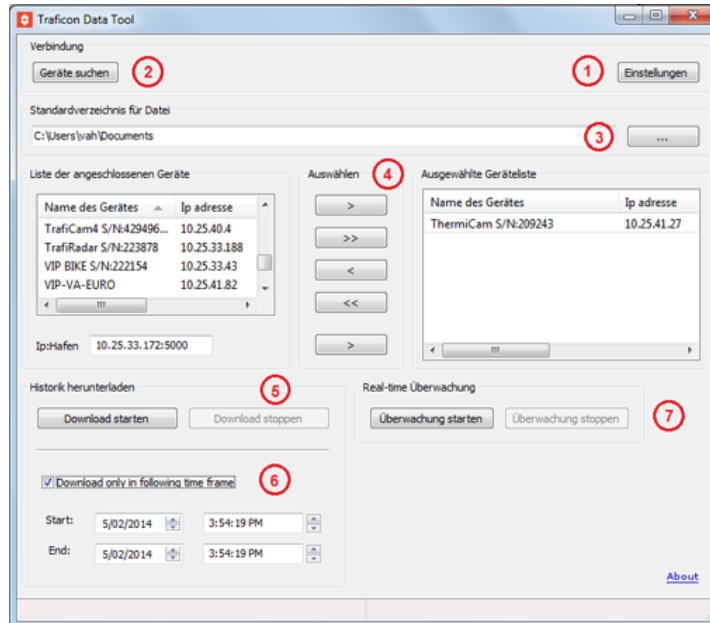 Traficon Data Tool
Verbindung
Geräte suchen
2
1
Einstellungen
Standardverzeichnis für Datei
C:\Users\vah\Documents
3
...
Liste der angeschlossenen Geräte
Auswählen
4
Ausgewählte Geräteliste
Name des Gerätes Ip adresse
TrafiCam4 S/N:429496... 10.25.40.4
TrafiRadar S/N:223878 10.25.33.188
VIP BIKE S/N:222154 10.25.33.43
VIP-VA-EURO 10.25.41.82
>
>>
<
<<
>
Name des Gerätes Ip adresse
ThermiCam S/N:209243 10.25.41.27
Ip:Hafen 10.25.33.172:5000
Historik herunterladen
5
Download starten
Download stoppen
Real-time Überwachung
Überwachung starten
Überwachung stoppen
7
Download only in following time frame
6
Start: 5/02/2014 3:54:19 PM
End: 5/02/2014 3:54:19 PM
About